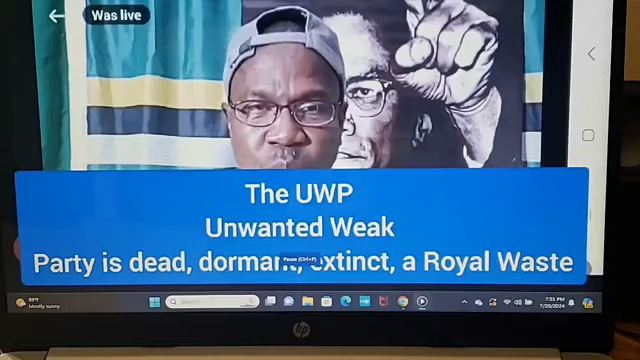 Was live
The UWP
Unwanted Weak
Party is dead, dormant, extinct, a Royal Waste
Pause (Ctrl+P)
89°F
Mostly sunny
Search
7:51 PM
7/20/2024
hp